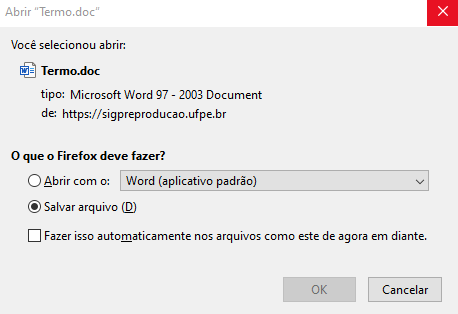 Abrir "Termo.doc"
Você selecionou abrir:
Termo.doc
tipo: Microsoft Word 97 - 2003 Document
de: https://sigpreproducao.ufpe.br
O que o Firefox deve fazer?
Abrir com o: Word (aplicativo padrão)
Salvar arquivo (D)
Fazer isso automaticamente nos arquivos como este de agora em diante.
OK Cancelar